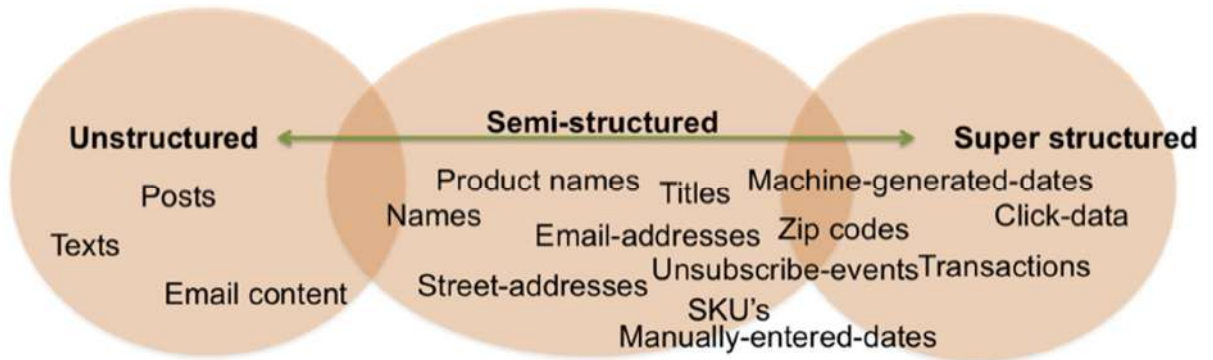 Unstructured
Semi-structured
Super structured
Posts
Texts
Email content
Product names
Titles
Names
Email-addresses
Street-addresses
Unsubscribe-events
SKU's
Manually-entered-dates
Machine-generated-dates
Zip codes
Click-data
Transactions